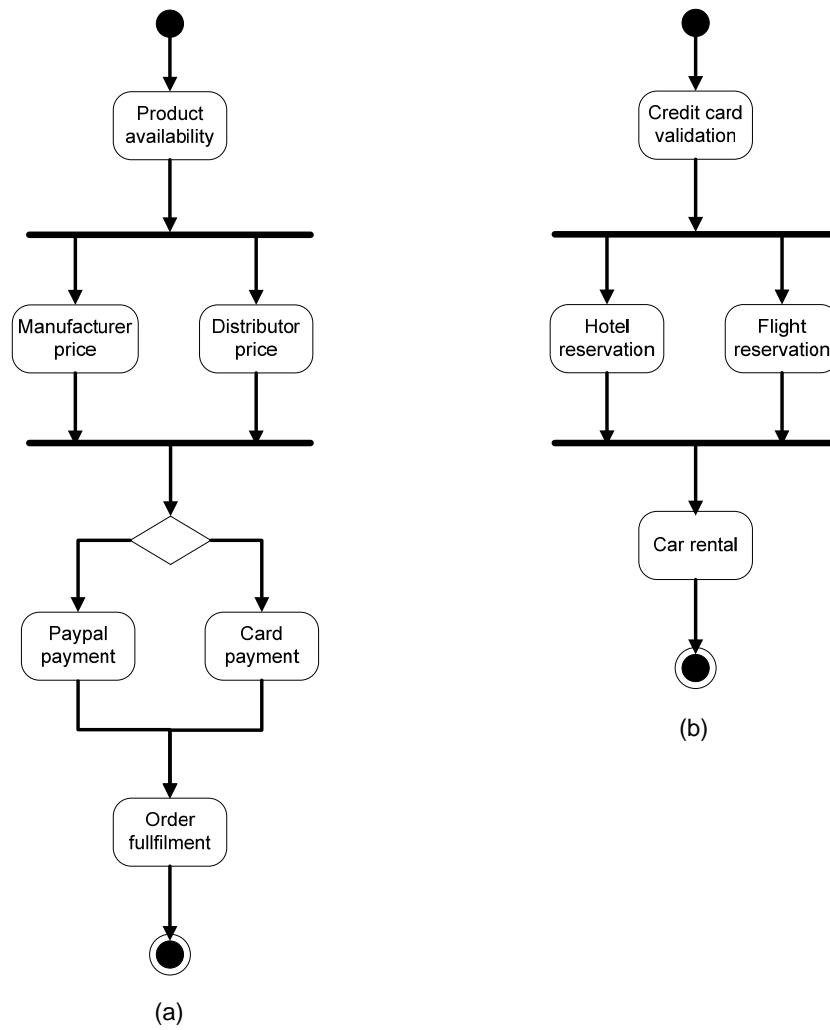 Product
availability
Manufacturer
price
Distributor
price
Paypal
payment
Card
payment
Order
fullfilment
(a)
Credit card
validation
Hotel
reservation
Flight
reservation
Car rental
(b)